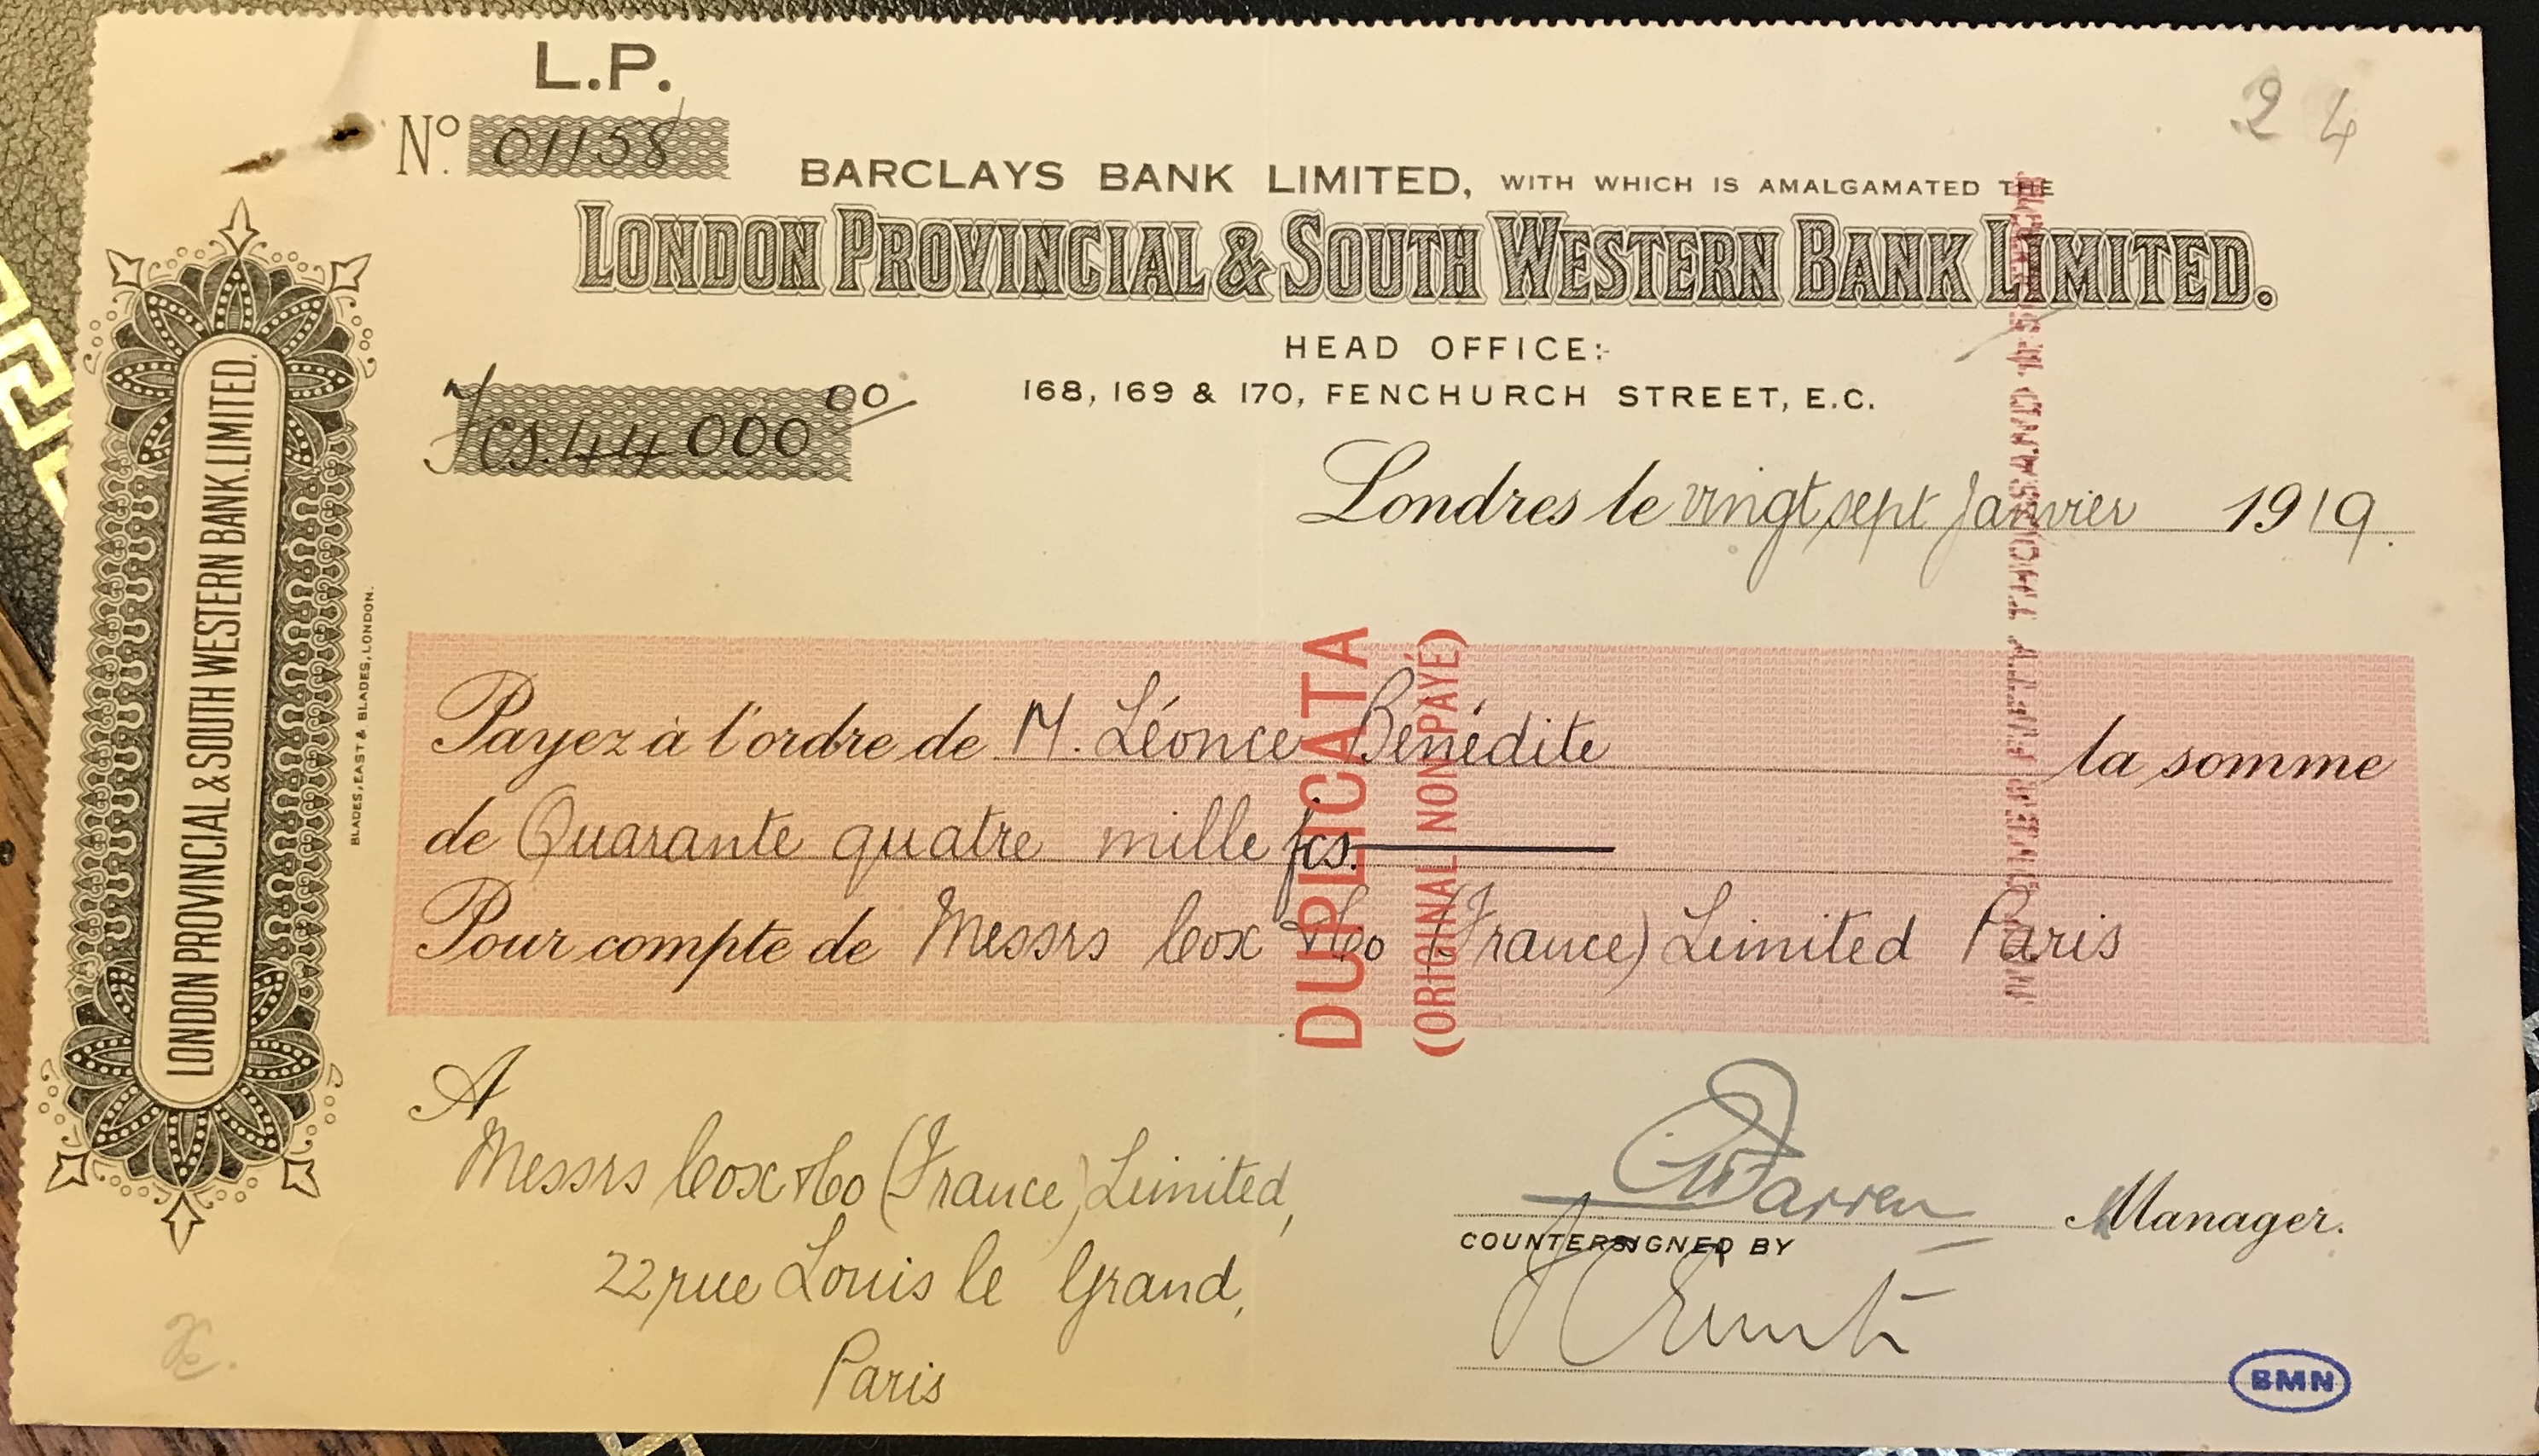 L.P.
24
Nº. 01158
BARCLAYS BANK LIMITED, WITH WHICH IS AMALGAMATED THE
LONDON PROVINCIAL & SOUTH WESTERN BANK LIMITED.
HEAD OFFICE:-
168, 169 & 170, FENCHURCH STREET, E.C.
fcs. 44 000 00
Londres le vingt sept Janvier 1919.
Payez à l'ordre de M. Léonce Bénédite la somme
de Quarante quatre mille fcs.
Pour compte de Messrs Cox & Co (France) Limited Paris
DUPLICATA
(ORIGINAL NON PAYÉ)
FIFTY THOUSAND
A
Messrs Cox & Co (France) Limited,
22 rue Louis le Grand,
Paris
Warren Manager.
COUNTERSIGNED BY
BMN
LONDON PROVINCIAL & SOUTH WESTERN BANK. LIMITED.
BLADES, EAST & BLADES, LONDON.